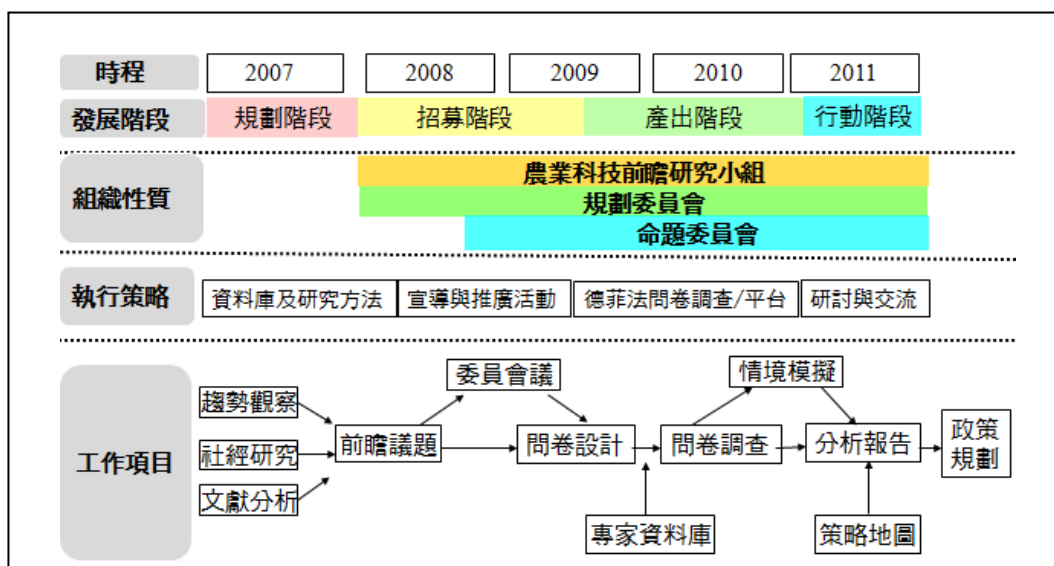 時程 2007 2008 2009 2010 2011
發展階段 規劃階段 招募階段 產出階段 行動階段
組織性質
農業科技前瞻研究小組
規劃委員會
命題委員會
執行策略 資料庫及研究方法 宣導與推廣活動 德菲法問卷調查/平台 研討與交流
工作項目
委員會議 情境模擬
趨勢觀察
社經研究
文獻分析
前瞻議題 問卷設計 問卷調查 分析報告
政策
規劃
專家資料庫 策略地圖